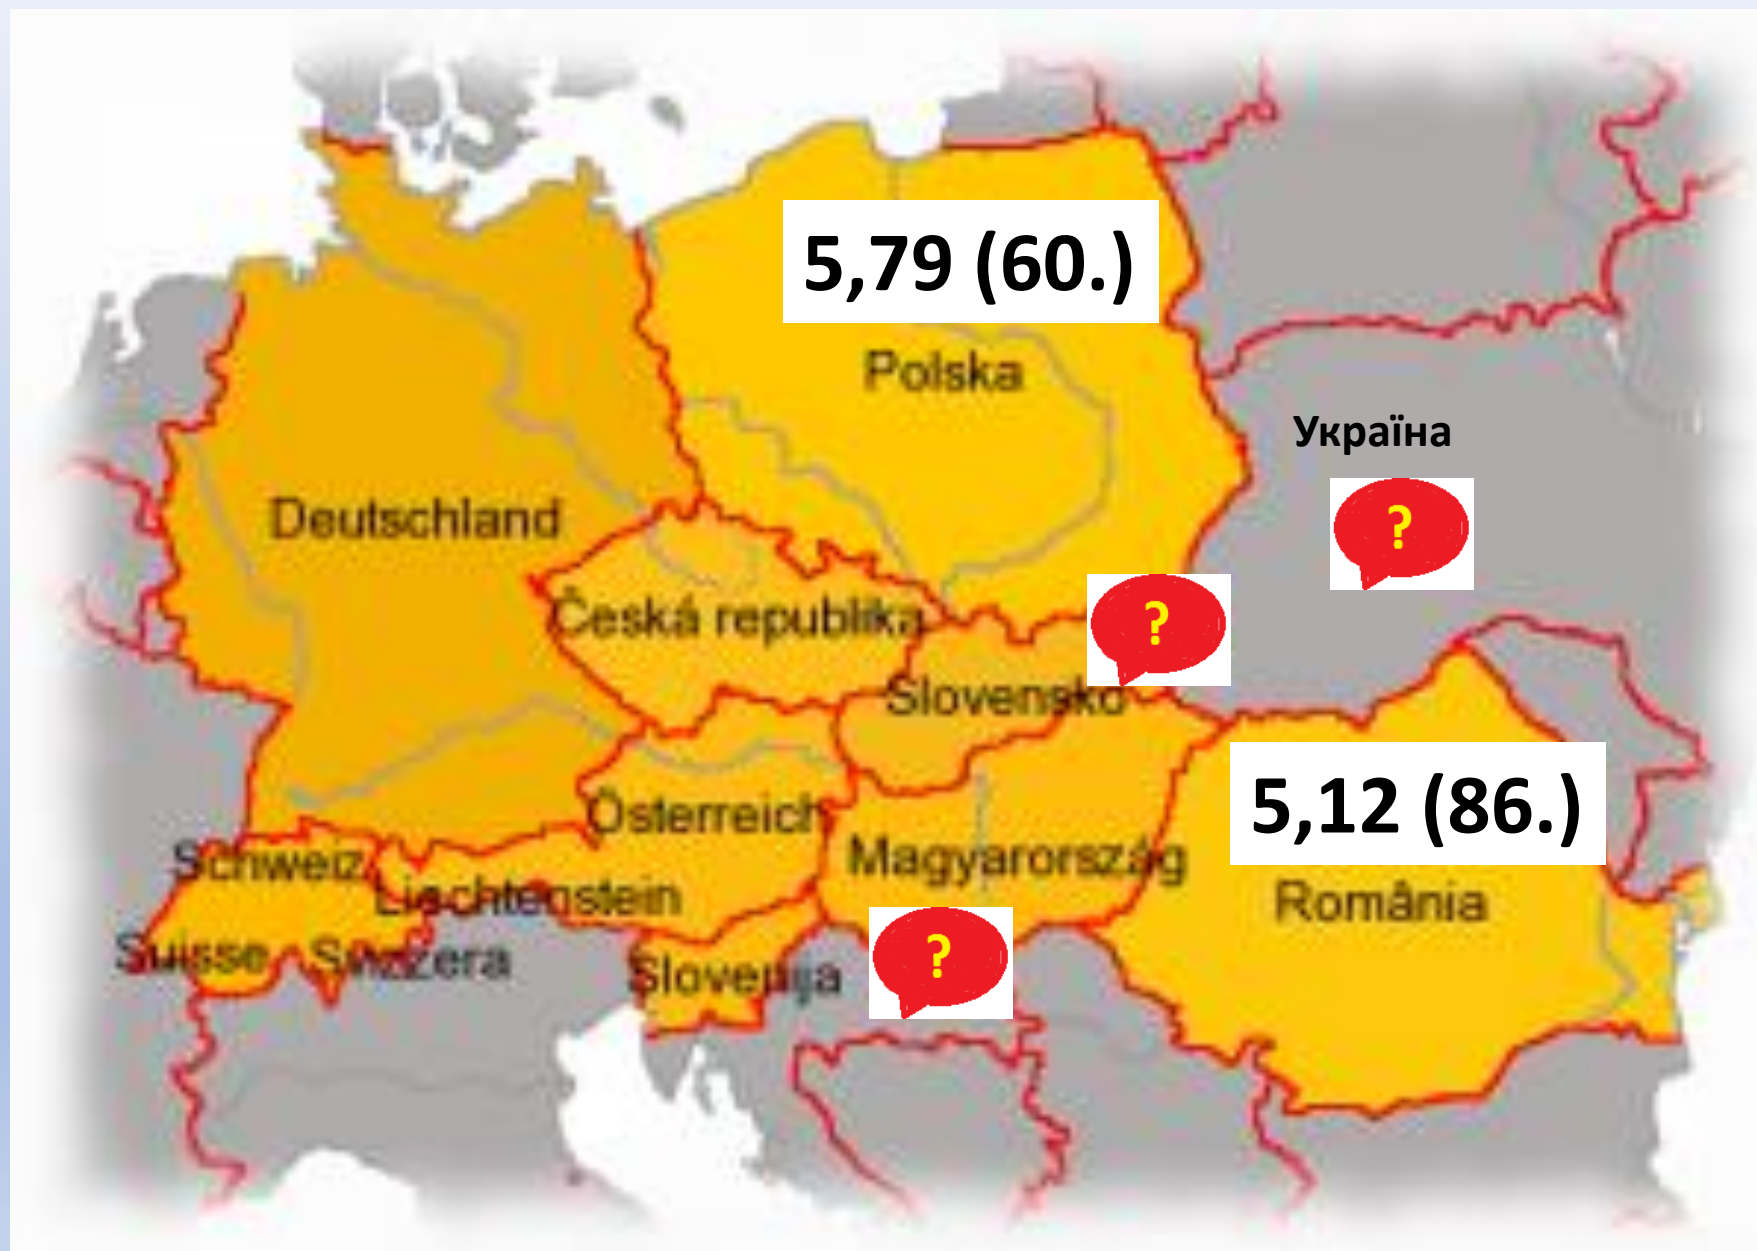 5,79 (60.)
Polska
Україна
?
Deutschland
?
Česká republika
Slovensko
5,12 (86.)
Österreich
Magyarország
Schweiz
Liechtenstein
România
?
Suisse
Svizzera
Slovenija